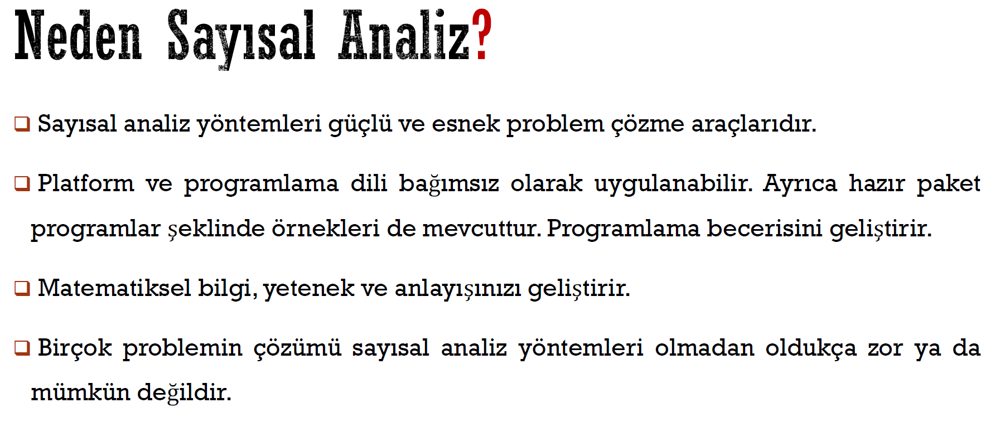 Neden Sayısal Analiz?
❑ Sayısal analiz yöntemleri güçlü ve esnek problem çözme araçlarıdır.
❑ Platform ve programlama dili bağımsız olarak uygulanabilir. Ayrıca hazır paket
programlar şeklinde örnekleri de mevcuttur. Programlama becerisini geliştirir.
❑ Matematiksel bilgi, yetenek ve anlayışınızı geliştirir.
❑ Birçok problemin çözümü sayısal analiz yöntemleri olmadan oldukça zor ya da
mümkün değildir.